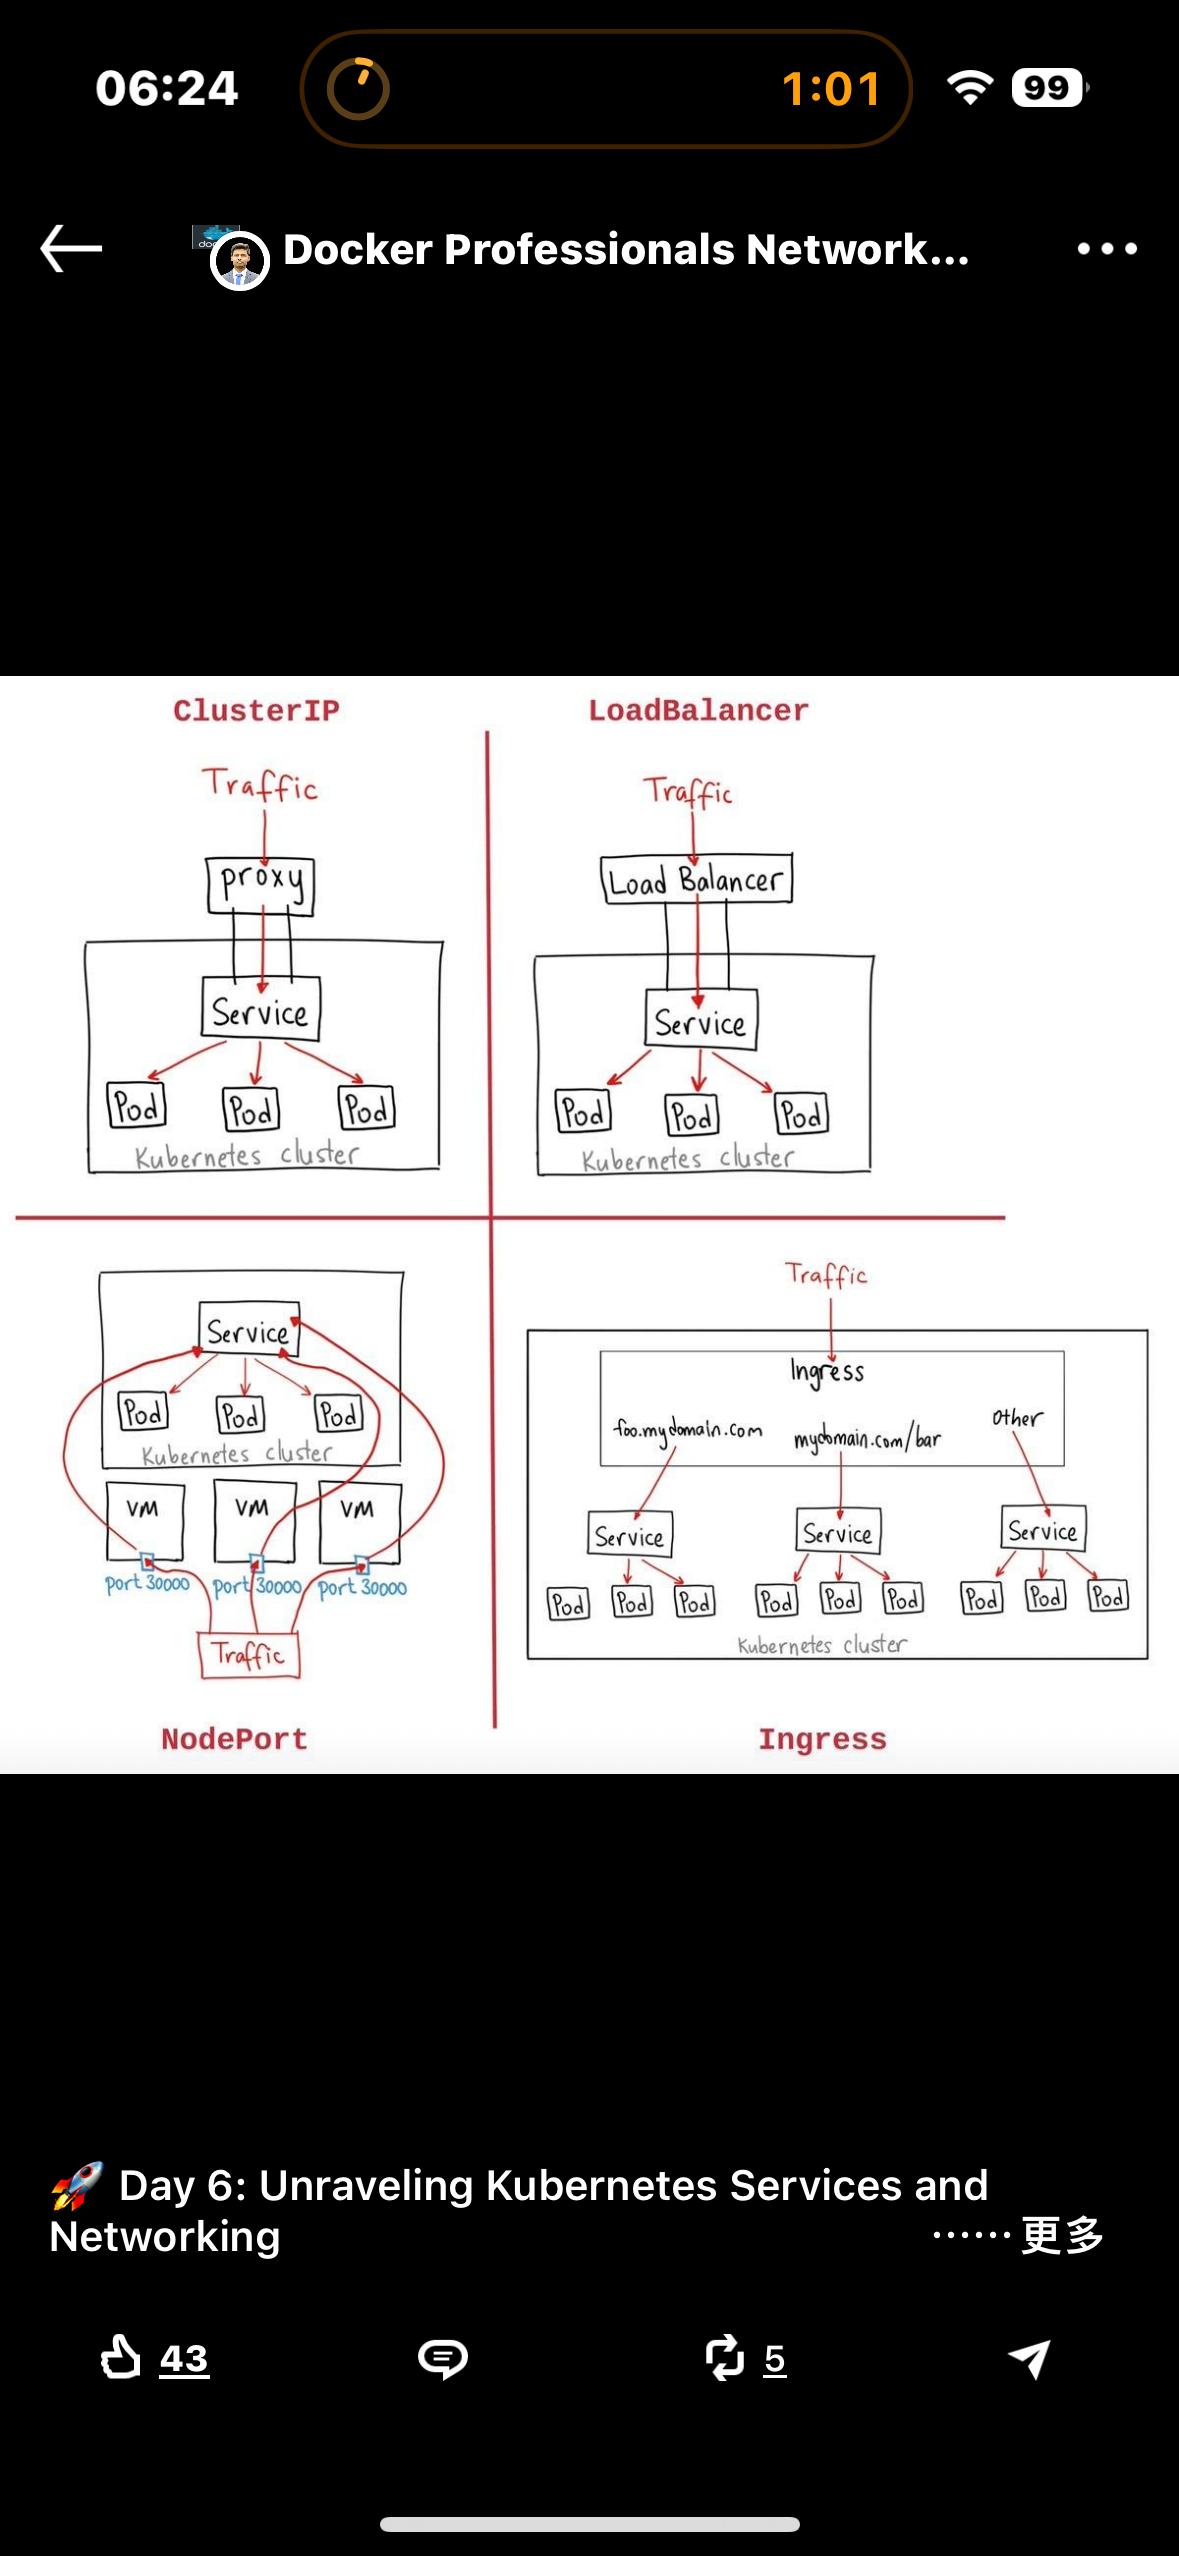 06:24
1:01
99
doc
Docker Professionals Network...
ClusterIP
Traffic
proxy
Service
Pod Pod Pod
Kubernetes cluster
LoadBalancer
Traffic
Load Balancer
Service
Pod Pod Pod
Kubernetes cluster
Service
Pod Pod Pod
Kubernetes cluster
VM VM VM
port 30000 port 30000 port 30000
Traffic
NodePort
Traffic
Ingress
foo.mydomain.com mydomain.com/bar other
Service Service Service
Pod Pod Pod Pod Pod Pod Pod Pod Pod
Kubernetes cluster
Ingress
🚀 Day 6: Unraveling Kubernetes Services and
Networking ······更多
43
5